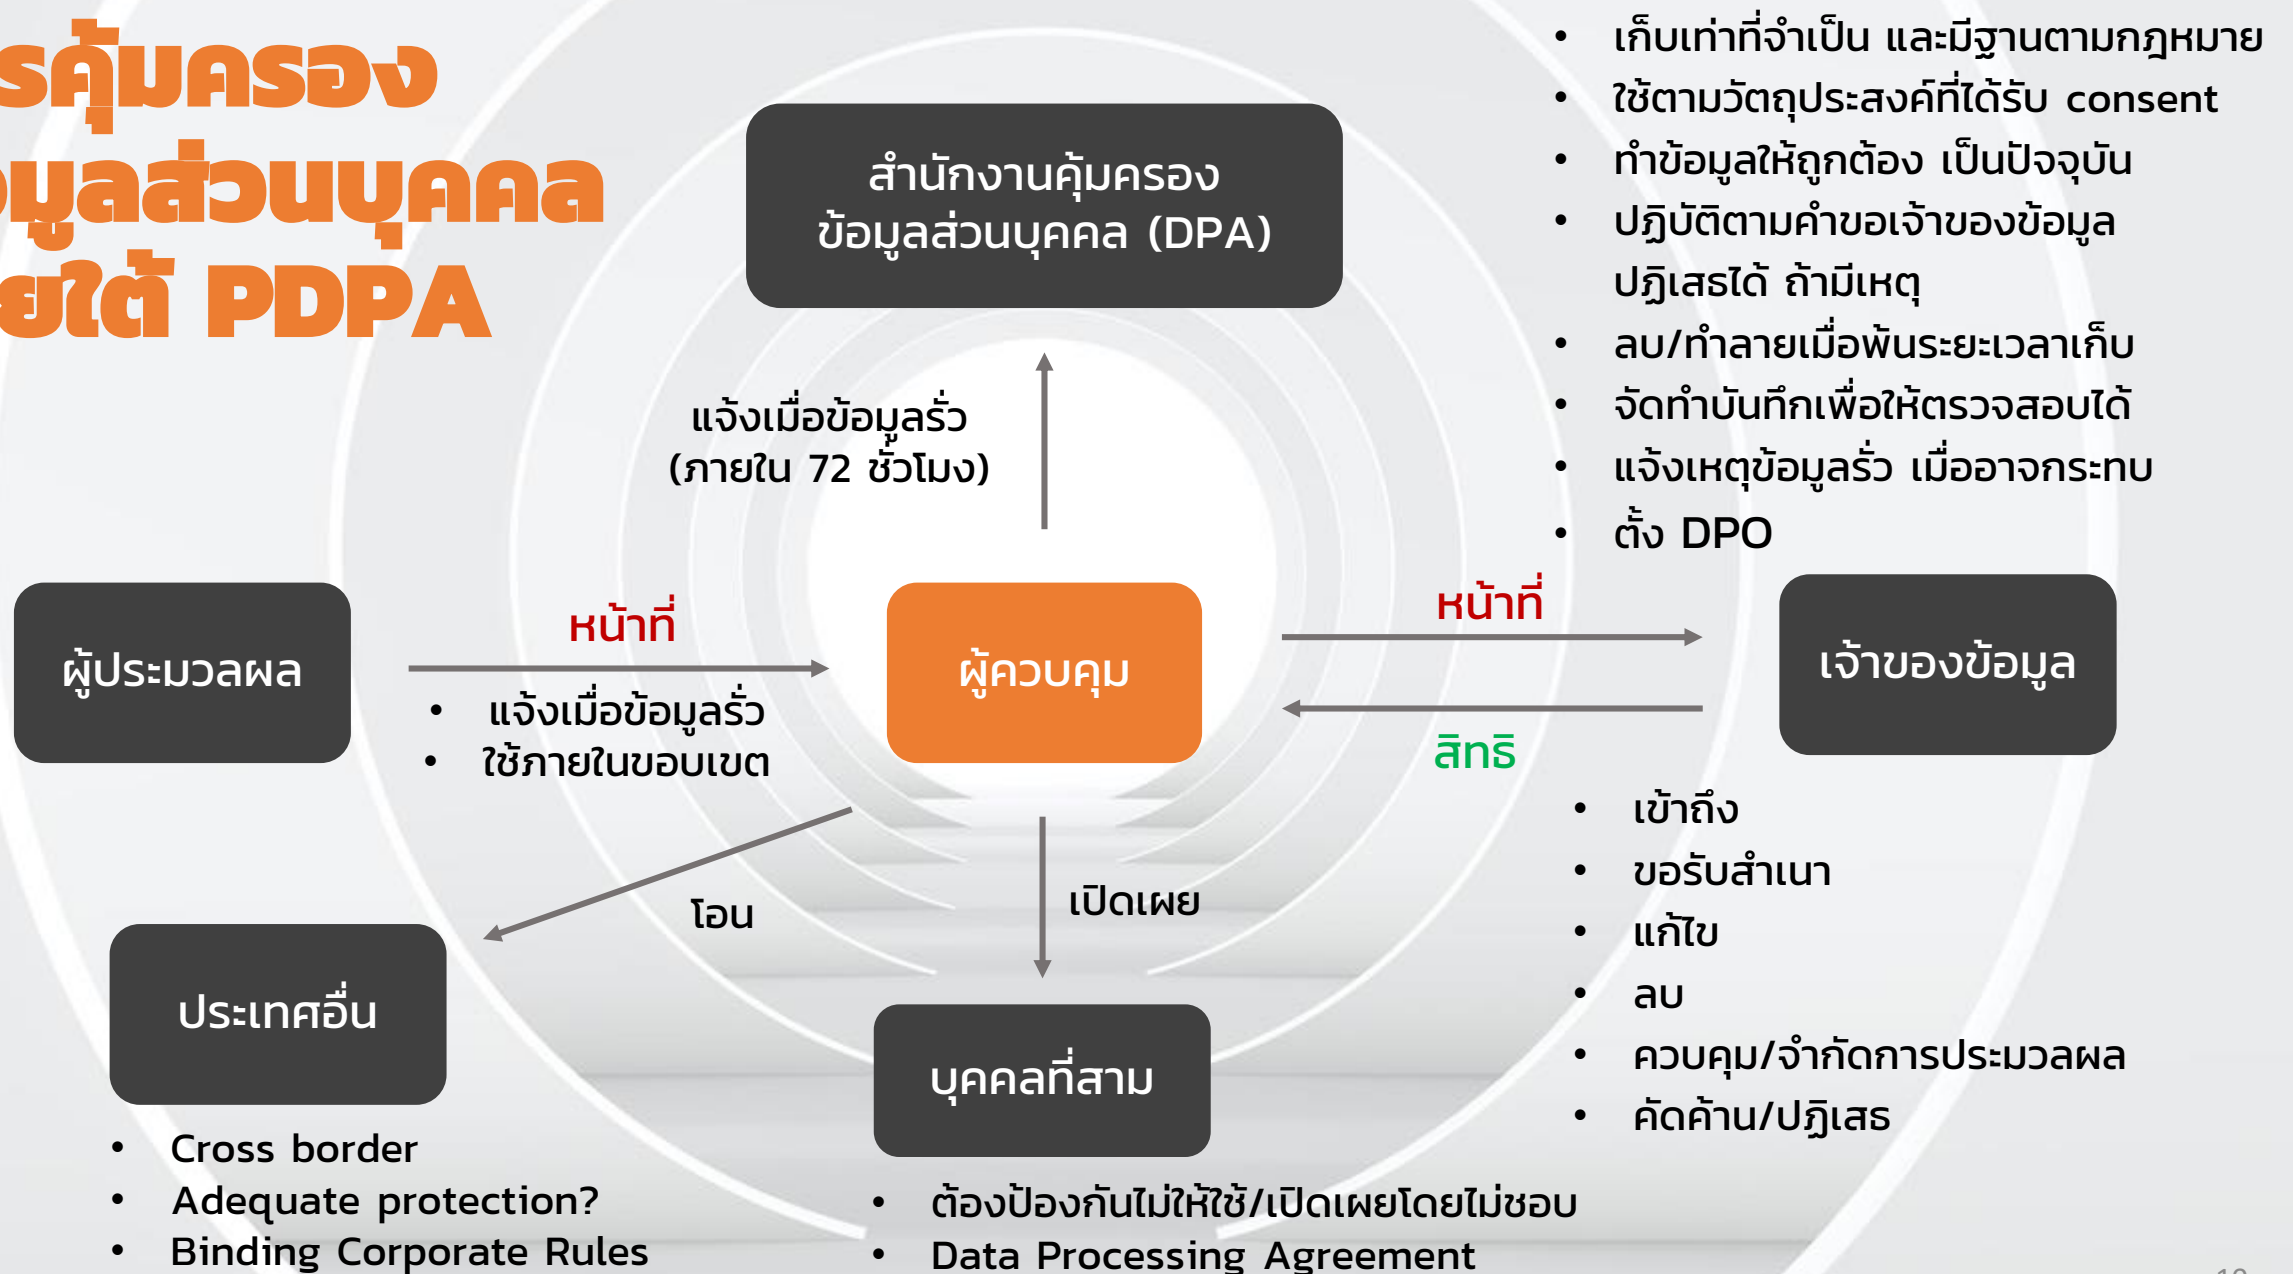 รคุ้มครอง
อมูลส่วนบุคคล
ยใต้ PDPA
สำนักงานคุ้มครอง
ข้อมูลส่วนบุคคล (DPA)
แจ้งเมื่อข้อมูลรั่ว
(ภายใน 72 ชั่วโมง)
• เก็บเท่าที่จำเป็น และมีฐานตามกฎหมาย
• ใช้ตามวัตถุประสงค์ที่ได้รับ consent
• ทำข้อมูลให้ถูกต้อง เป็นปัจจุบัน
• ปฏิบัติตามคำขอเจ้าของข้อมูล
ปฏิเสธได้ ถ้ามีเหตุ
• ลบ/ทำลายเมื่อพ้นระยะเวลาเก็บ
• จัดทำบันทึกเพื่อให้ตรวจสอบได้
• แจ้งเหตุข้อมูลรั่ว เมื่ออาจกระทบ
• ตั้ง DPO
ผู้ประมวลผล
หน้าที่
• แจ้งเมื่อข้อมูลรั่ว
• ใช้ภายในขอบเขต
ผู้ควบคุม
หน้าที่
สิทธิ
เจ้าของข้อมูล
• เข้าถึง
• ขอรับสำเนา
• แก้ไข
• ลบ
• ควบคุม/จำกัดการประมวลผล
• คัดค้าน/ปฏิเสธ
โอน
เปิดเผย
ประเทศอื่น
• Cross border
• Adequate protection?
• Binding Corporate Rules
บุคคลที่สาม
• ต้องป้องกันไม่ให้ใช้/เปิดเผยโดยไม่ชอบ
• Data Processing Agreement